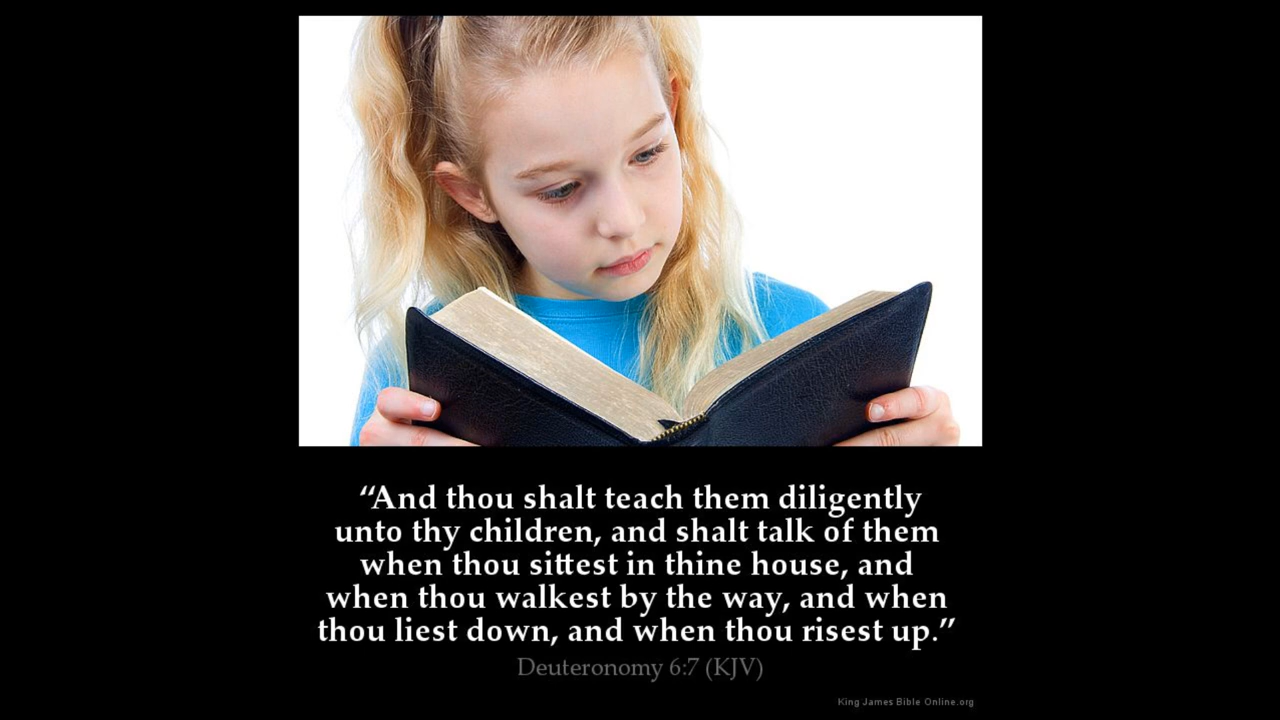 “And thou shalt teach them diligently
unto thy children, and shalt talk of them
when thou sittest in thine house, and
when thou walkest by the way, and when
thou liest down, and when thou risest up.”
Deuteronomy 6:7 (KJV)
King James Bible Online.org